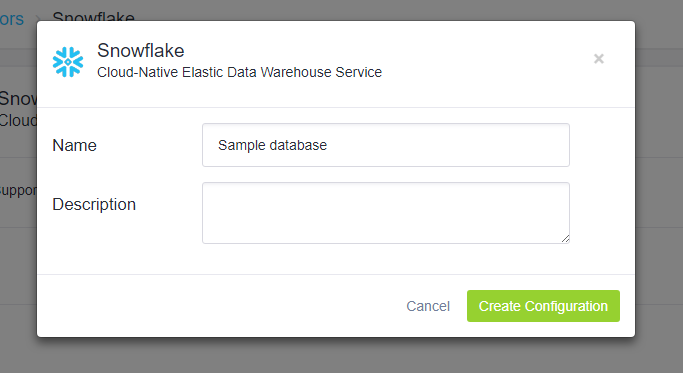 ors > Snowflake
Snowflake
Cloud-Native Elastic Data Warehouse Service
×
Snow
Cloud
Name
Sample database
Suppor
Description
Cancel
Create Configuration